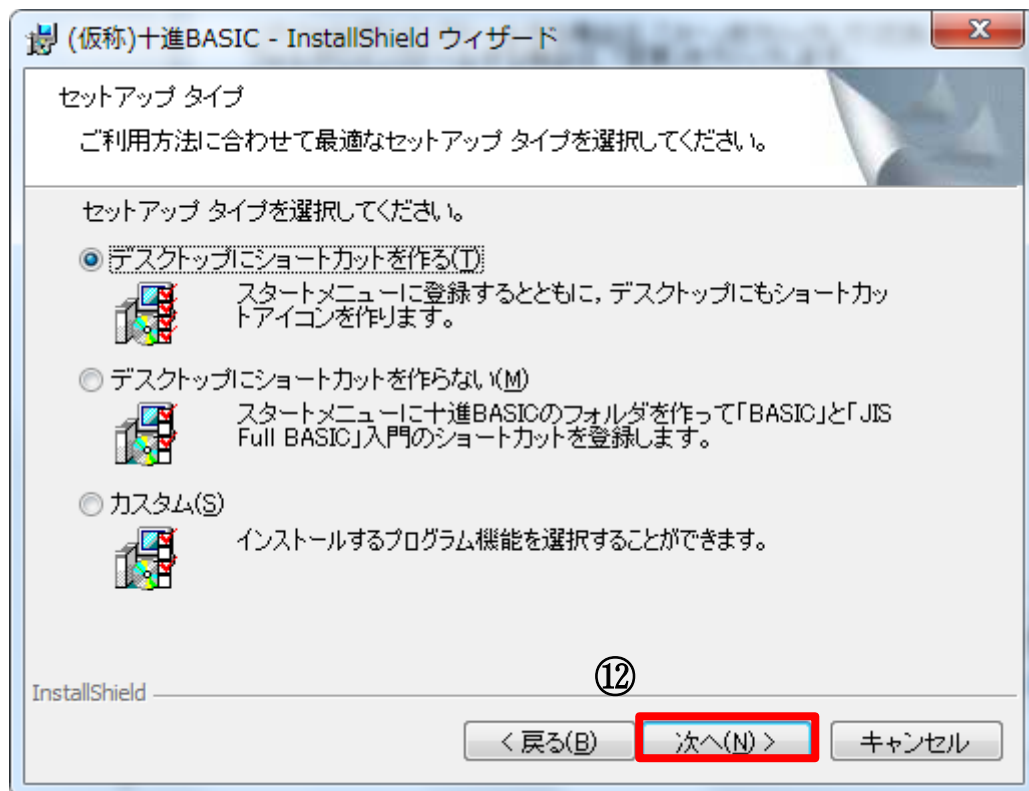 (仮称)十進BASIC - InstallShield ウィザード
セットアップ タイプ
ご利用方法に合わせて最適なセットアップ タイプを選択してください。
セットアップ タイプを選択してください。
デスクトップにショートカットを作る(T)
スタートメニューに登録するとともに，デスクトップにもショートカッ
トアイコンを作ります。
デスクトップにショートカットを作らない(M)
スタートメニューに十進BASICのフォルダを作って「BASIC」と「JIS
Full BASIC」入門のショートカットを登録します。
カスタム(S)
インストールするプログラム機能を選択することができます。
⑫
InstallShield
< 戻る(B) 次へ(N) > キャンセル